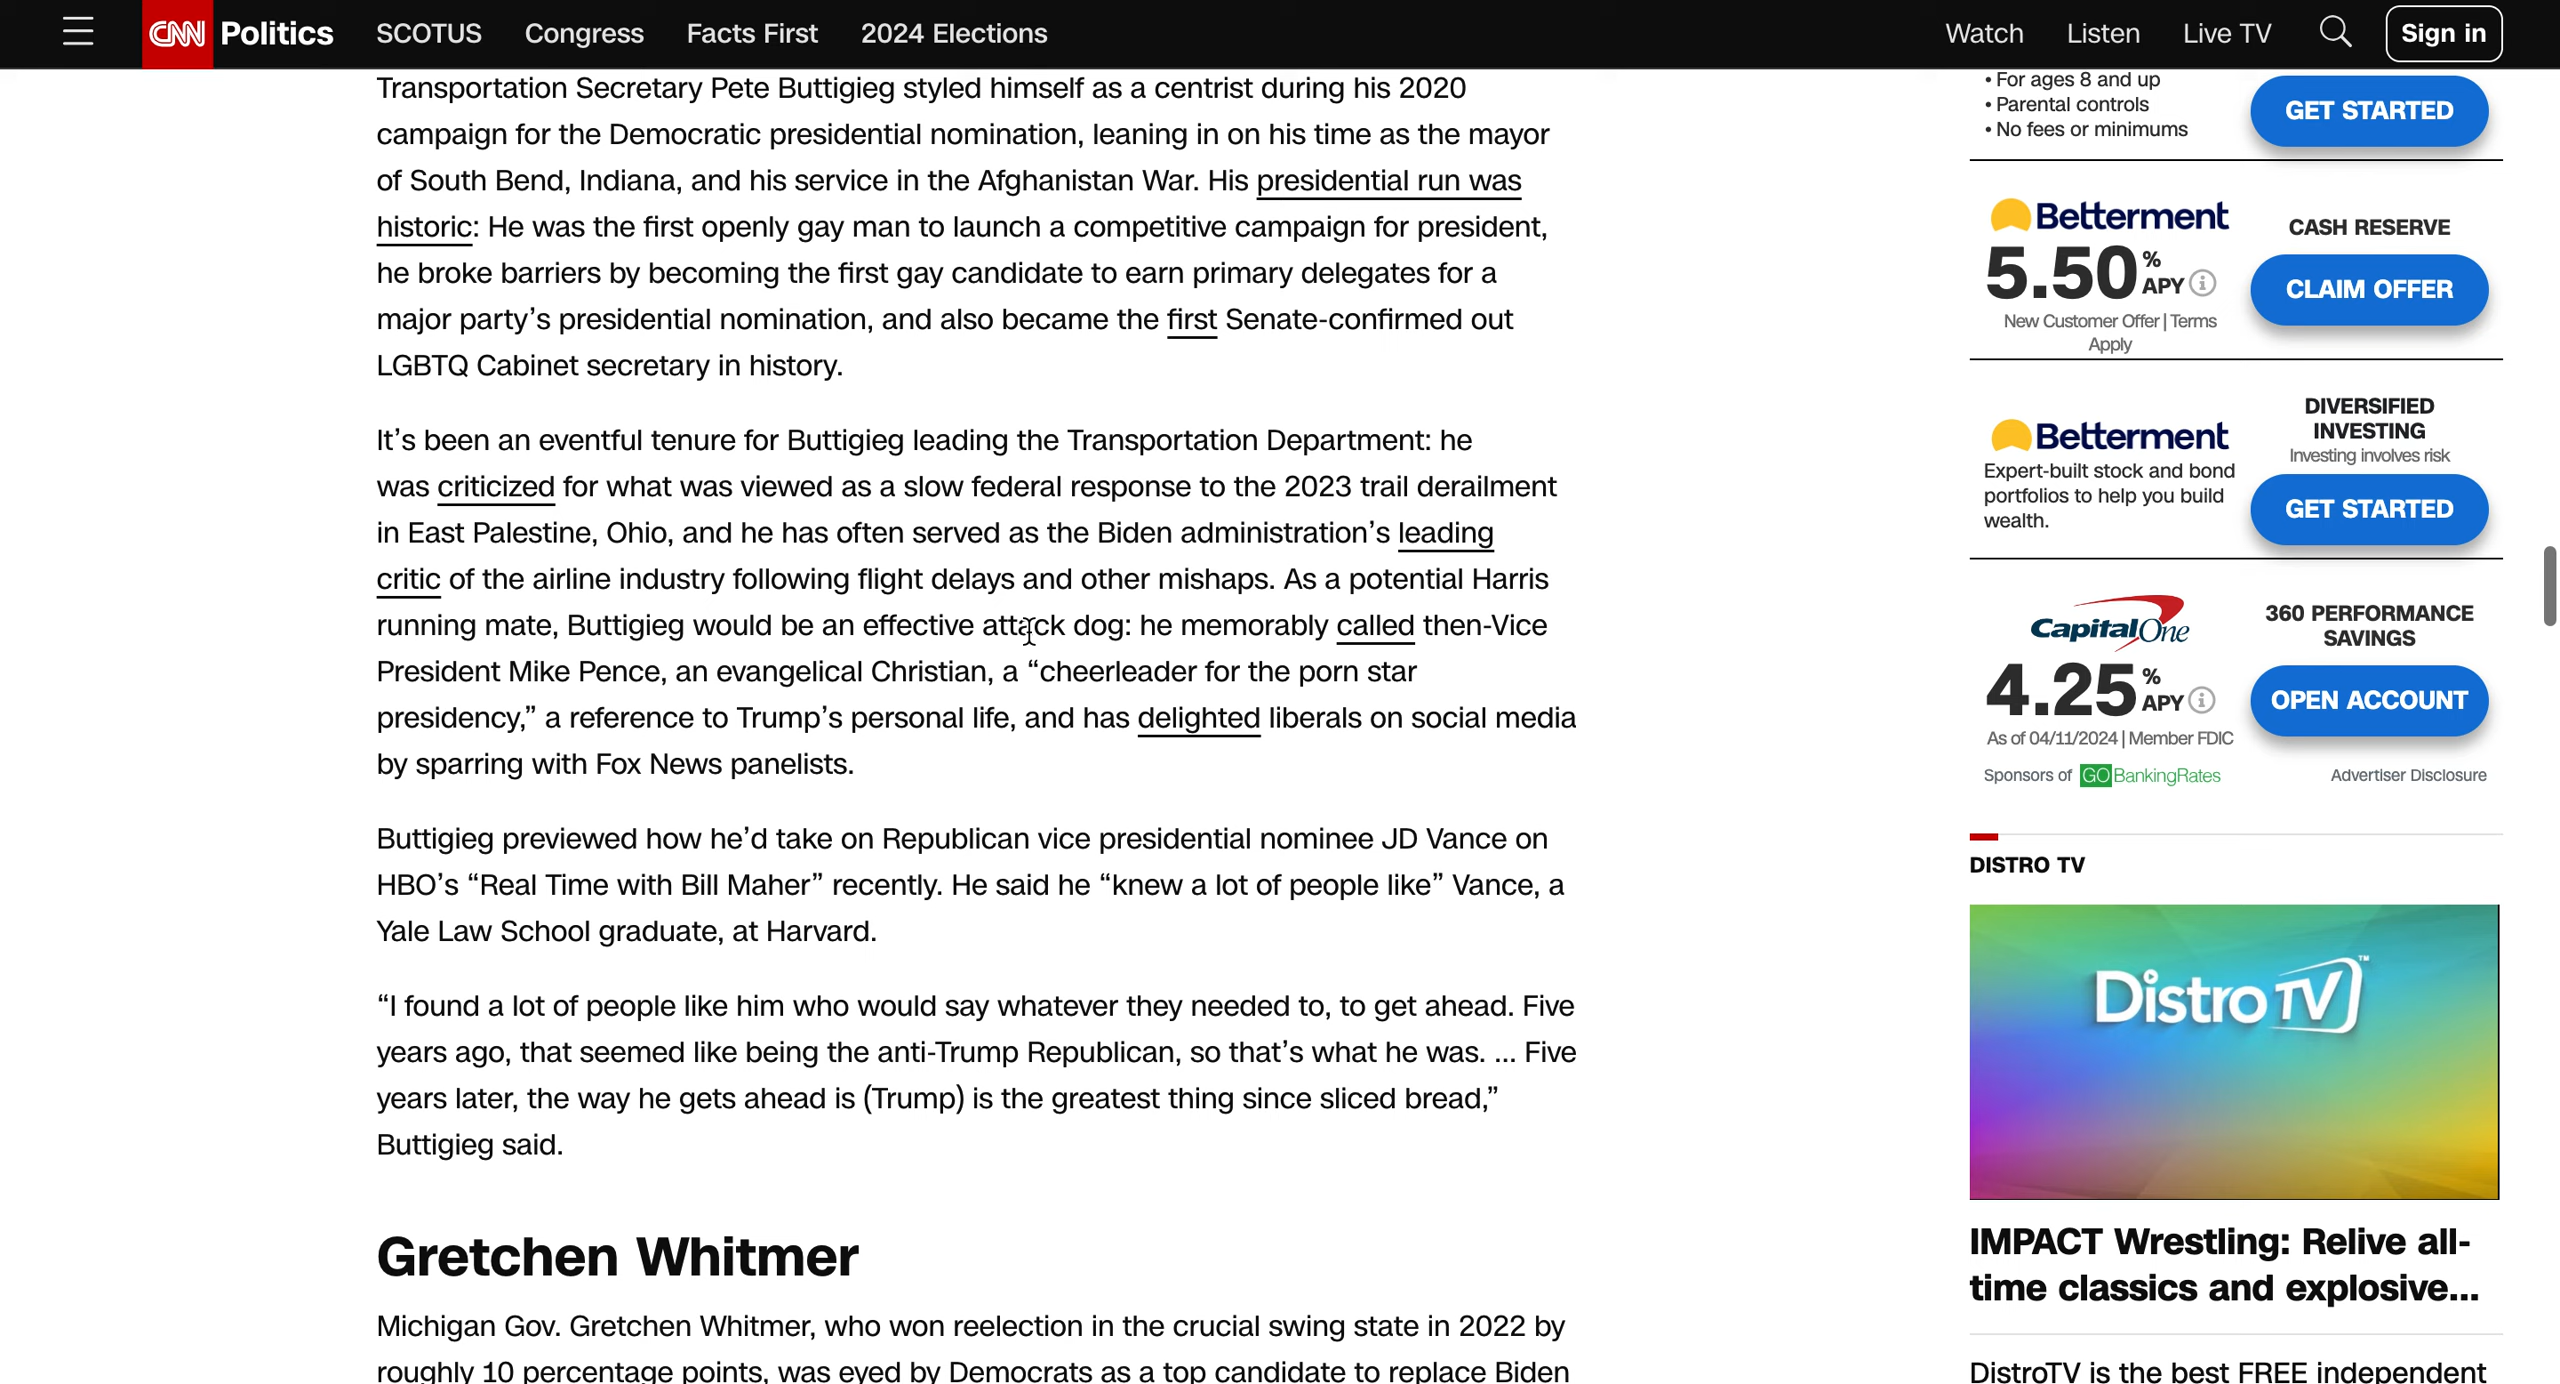 CNN Politics SCOTUS Congress Facts First 2024 Elections Watch Listen Live TV Sign in
Transportation Secretary Pete Buttigieg styled himself as a centrist during his 2020
campaign for the Democratic presidential nomination, leaning in on his time as the mayor
of South Bend, Indiana, and his service in the Afghanistan War. His presidential run was
historic: He was the first openly gay man to launch a competitive campaign for president,
he broke barriers by becoming the first gay candidate to earn primary delegates for a
major party’s presidential nomination, and also became the first Senate-confirmed out
LGBTQ Cabinet secretary in history.
It’s been an eventful tenure for Buttigieg leading the Transportation Department: he
was criticized for what was viewed as a slow federal response to the 2023 trail derailment
in East Palestine, Ohio, and he has often served as the Biden administration’s leading
critic of the airline industry following flight delays and other mishaps. As a potential Harris
running mate, Buttigieg would be an effective attack dog: he memorably called then-Vice
President Mike Pence, an evangelical Christian, a “cheerleader for the porn star
presidency,” a reference to Trump’s personal life, and has delighted liberals on social media
by sparring with Fox News panelists.
Buttigieg previewed how he’d take on Republican vice presidential nominee JD Vance on
HBO’s “Real Time with Bill Maher” recently. He said he “knew a lot of people like” Vance, a
Yale Law School graduate, at Harvard.
“I found a lot of people like him who would say whatever they needed to, to get ahead. Five
years ago, that seemed like being the anti-Trump Republican, so that’s what he was. ... Five
years later, the way he gets ahead is (Trump) is the greatest thing since sliced bread,”
Buttigieg said.
Gretchen Whitmer
Michigan Gov. Gretchen Whitmer, who won reelection in the crucial swing state in 2022 by
roughly 10 percentage points, was eyed by Democrats as a top candidate to replace Biden
• For ages 8 and up
• Parental controls
• No fees or minimums
GET STARTED
Betterment
5.50 % APY
New Customer Offer | Terms
Apply
CASH RESERVE
CLAIM OFFER
Betterment
Expert-built stock and bond
portfolios to help you build
wealth.
DIVERSIFIED
INVESTING
Investing involves risk
GET STARTED
Capital One
4.25 % APY
As of 04/11/2024 | Member FDIC
360 PERFORMANCE
SAVINGS
OPEN ACCOUNT
Sponsors of GOBankingRates
Advertiser Disclosure
DISTRO TV
DistroTV™
IMPACT Wrestling: Relive all-
time classics and explosive...
DistroTV is the best FREE independent